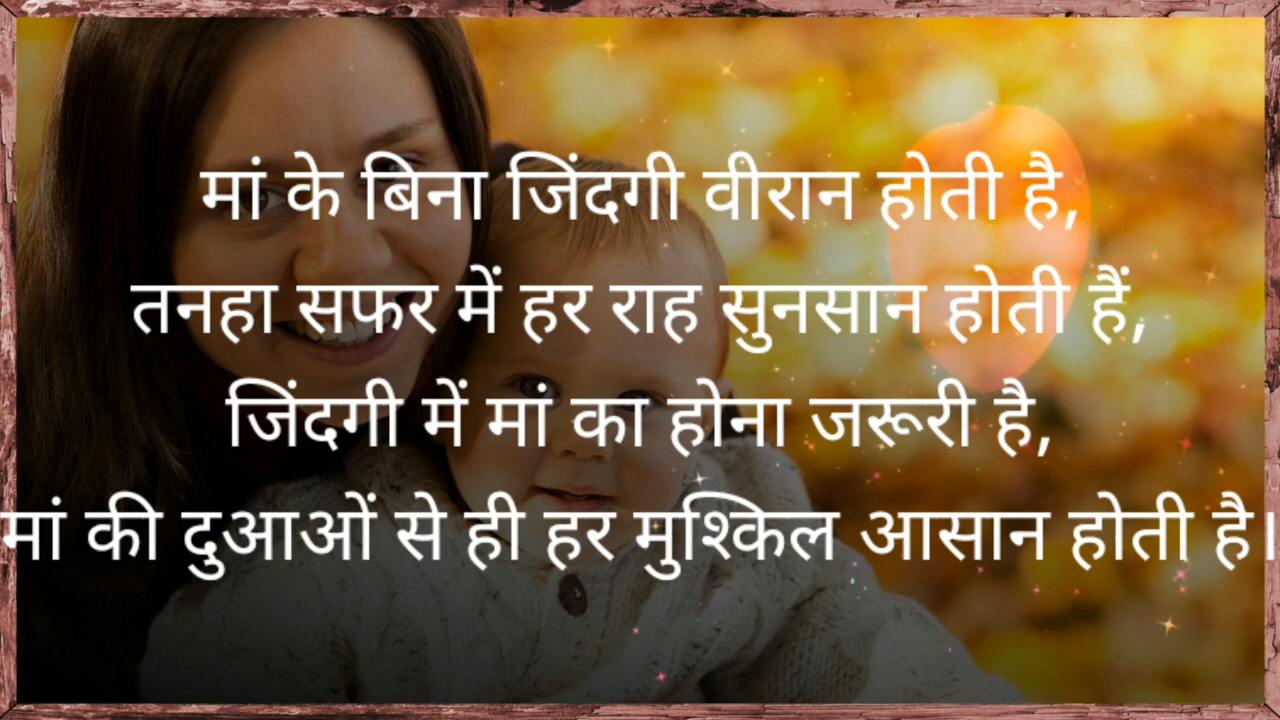 मां के बिना जिंदगी वीरान होती है,
तनहा सफर में हर राह सुनसान होती हैं,
जिंदगी में मां का होना जरूरी है,
मां की दुआओं से ही हर मुश्किल आसान होती है।